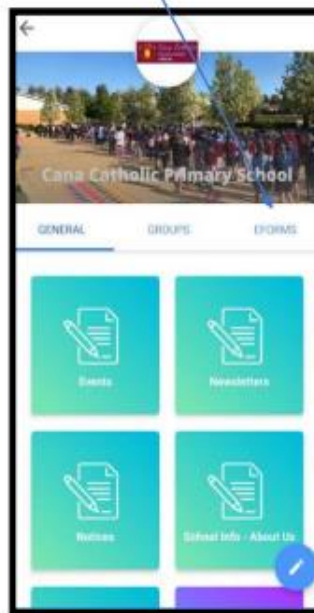 Cana Catholic Primary School
GENERAL GROUPS EFORMS
Events Newsletters
Notices School Info - About Us